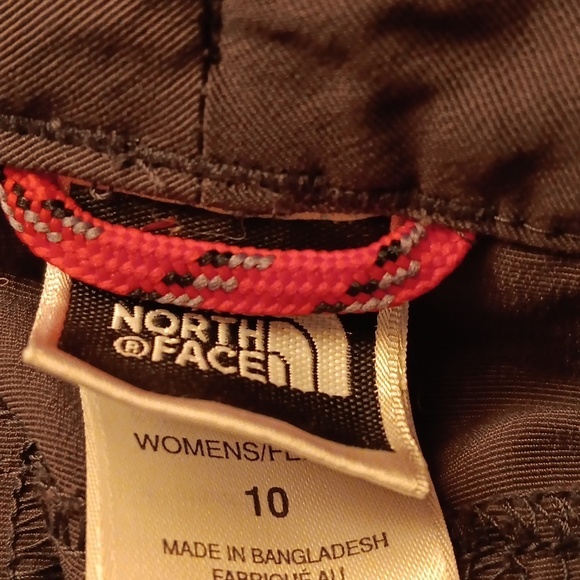 NORTH
® FACE
WOMENS/
10
MADE IN BANGLADESH
FABRIQUÉ AU